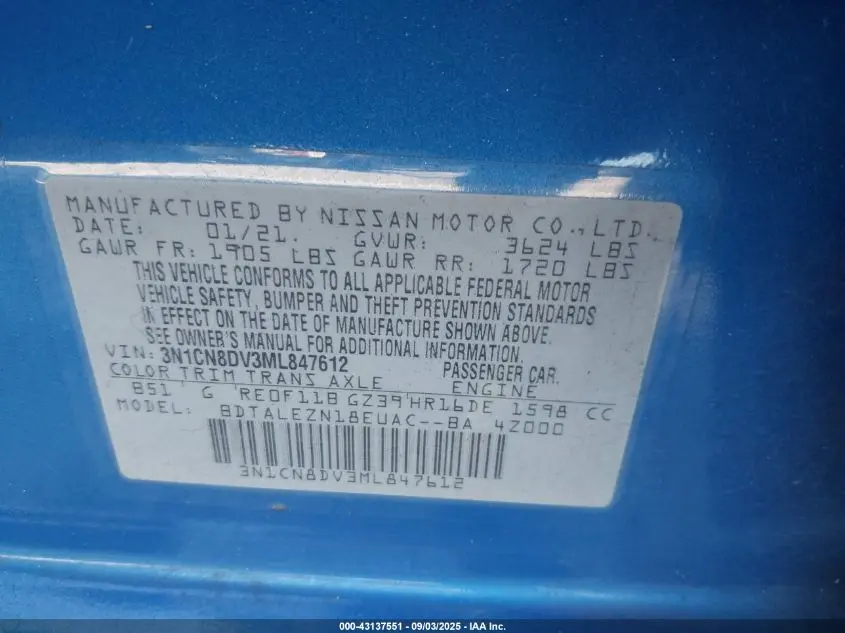 MANUFACTURED BY NISSAN MOTOR CO., LTD.
DATE: 01/21. GVWR: 3624 LBS
GAWR FR: 1905 LBS GAWR RR: 1720 LBS
THIS VEHICLE CONFORMS TO ALL APPLICABLE FEDERAL MOTOR
VEHICLE SAFETY, BUMPER AND THEFT PREVENTION STANDARDS
IN EFFECT ON THE DATE OF MANUFACTURE SHOWN ABOVE.
SEE OWNER'S MANUAL FOR ADDITIONAL INFORMATION.
VIN: 3N1CN8DV3ML847612 PASSENGER CAR.
COLOR TRIM TRANS AXLE ENGINE
B51 G RE0F11B GZ39 HR16DE 1598 CC
MODEL: BDTALEZN18EUAC--BA 4Z000
3N1CN8DV3ML847612
000-43137551 - 09/03/2025 - IAA Inc.